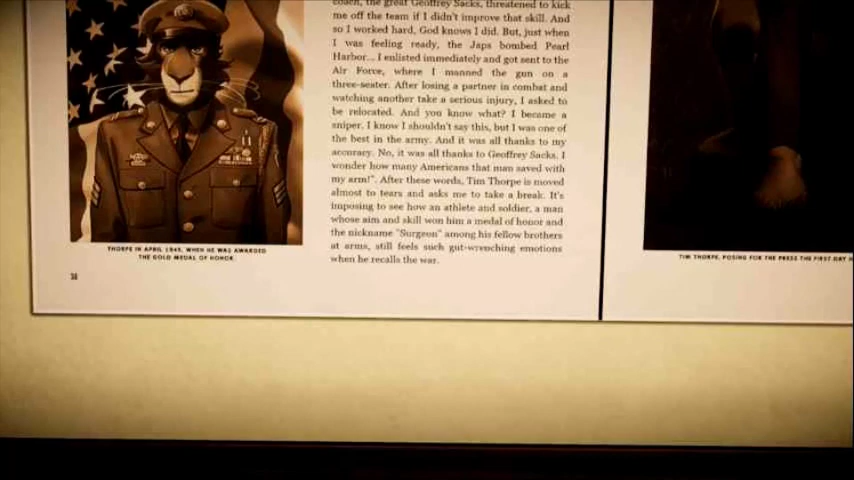 coach, the great Geoffrey Sacks, threatened to kick
me off the team if I didn't improve that skill. And
so I worked hard, God knows I did. But, just when
I was feeling ready, the Japs bombed Pearl
Harbor... I enlisted immediately and got sent to the
Air Force, where I manned the gun on a
three-seater. After losing a partner in combat and
watching another take a serious injury, I asked to
be relocated. And you know what? I became a
sniper. I know I shouldn't say this, but I was one of
the best in the army. And it was all thanks to my
accuracy. No, it was all thanks to Geoffrey Sacks. I
wonder how many Americans that man saved with
my arm!". After these words, Tim Thorpe is moved
almost to tears and asks me to take a break. It's
imposing to see how an athlete and soldier, a man
whose aim and skill won him a medal of honor and
the nickname "Surgeon" among his fellow brothers
at arms, still feels such gut-wrenching emotions
when he recalls the war.
THORPE IN APRIL 1945, WHEN HE WAS AWARDED
THE GOLD MEDAL OF HONOR.
38
TIM THORPE, POSING FOR THE PRESS THE FIRST DAY